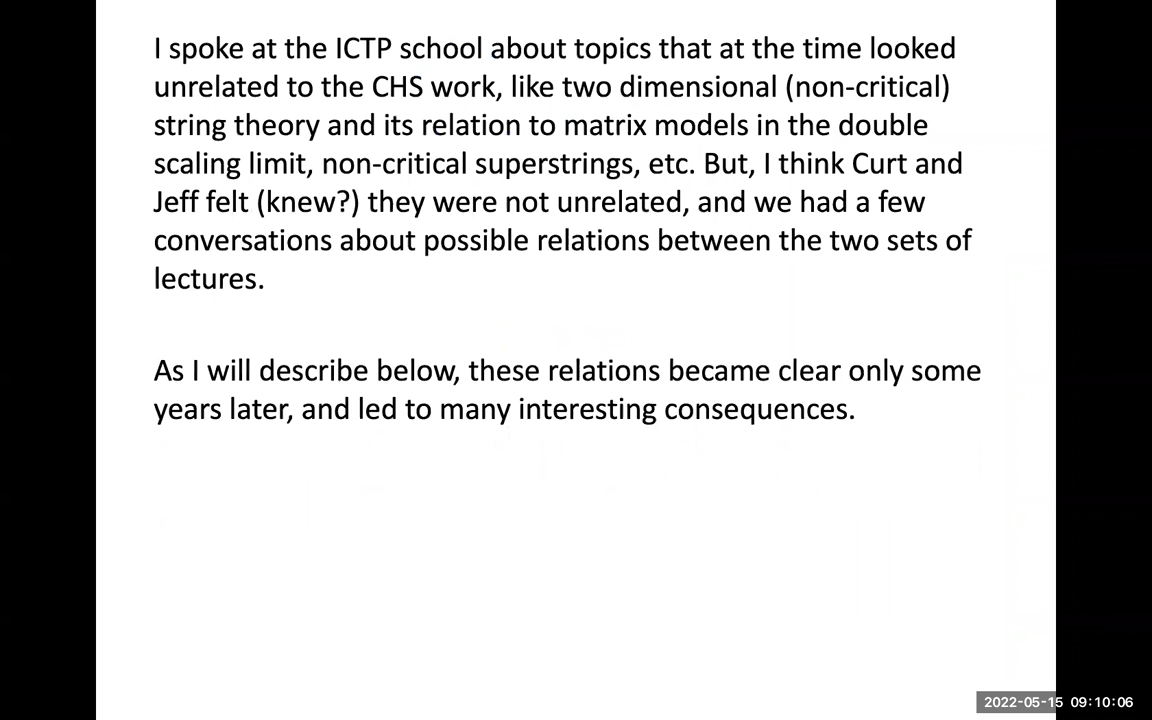 I spoke at the ICTP school about topics that at the time looked
unrelated to the CHS work, like two dimensional (non-critical)
string theory and its relation to matrix models in the double
scaling limit, non-critical superstrings, etc. But, I think Curt and
Jeff felt (knew?) they were not unrelated, and we had a few
conversations about possible relations between the two sets of
lectures.
As I will describe below, these relations became clear only some
years later, and led to many interesting consequences.
2022-05-15 09:10:06